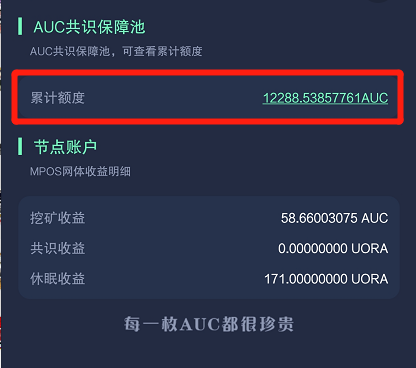 AUC共识保障池
AUC共识保障池，可查看累计额度
累计额度 12288.53857761AUC
节点账户
MPOS网体收益明细
挖矿收益 58.66003075 AUC
共识收益 0.00000000 UORA
休眠收益 171.00000000 UORA
每一枚AUC都很珍贵